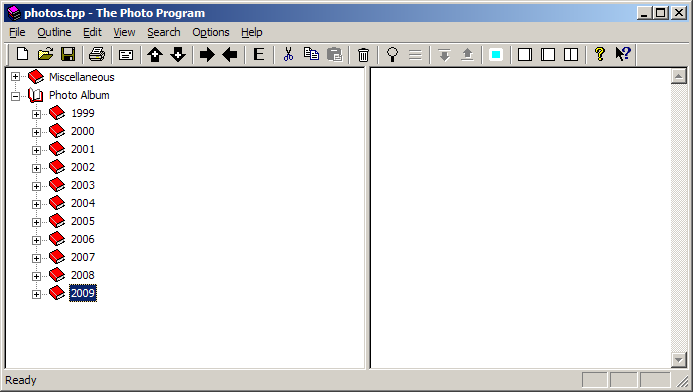 photos.tpp - The Photo Program
File Outline Edit View Search Options Help
E
Miscellaneous
Photo Album
1999
2000
2001
2002
2003
2004
2005
2006
2007
2008
2009
Ready